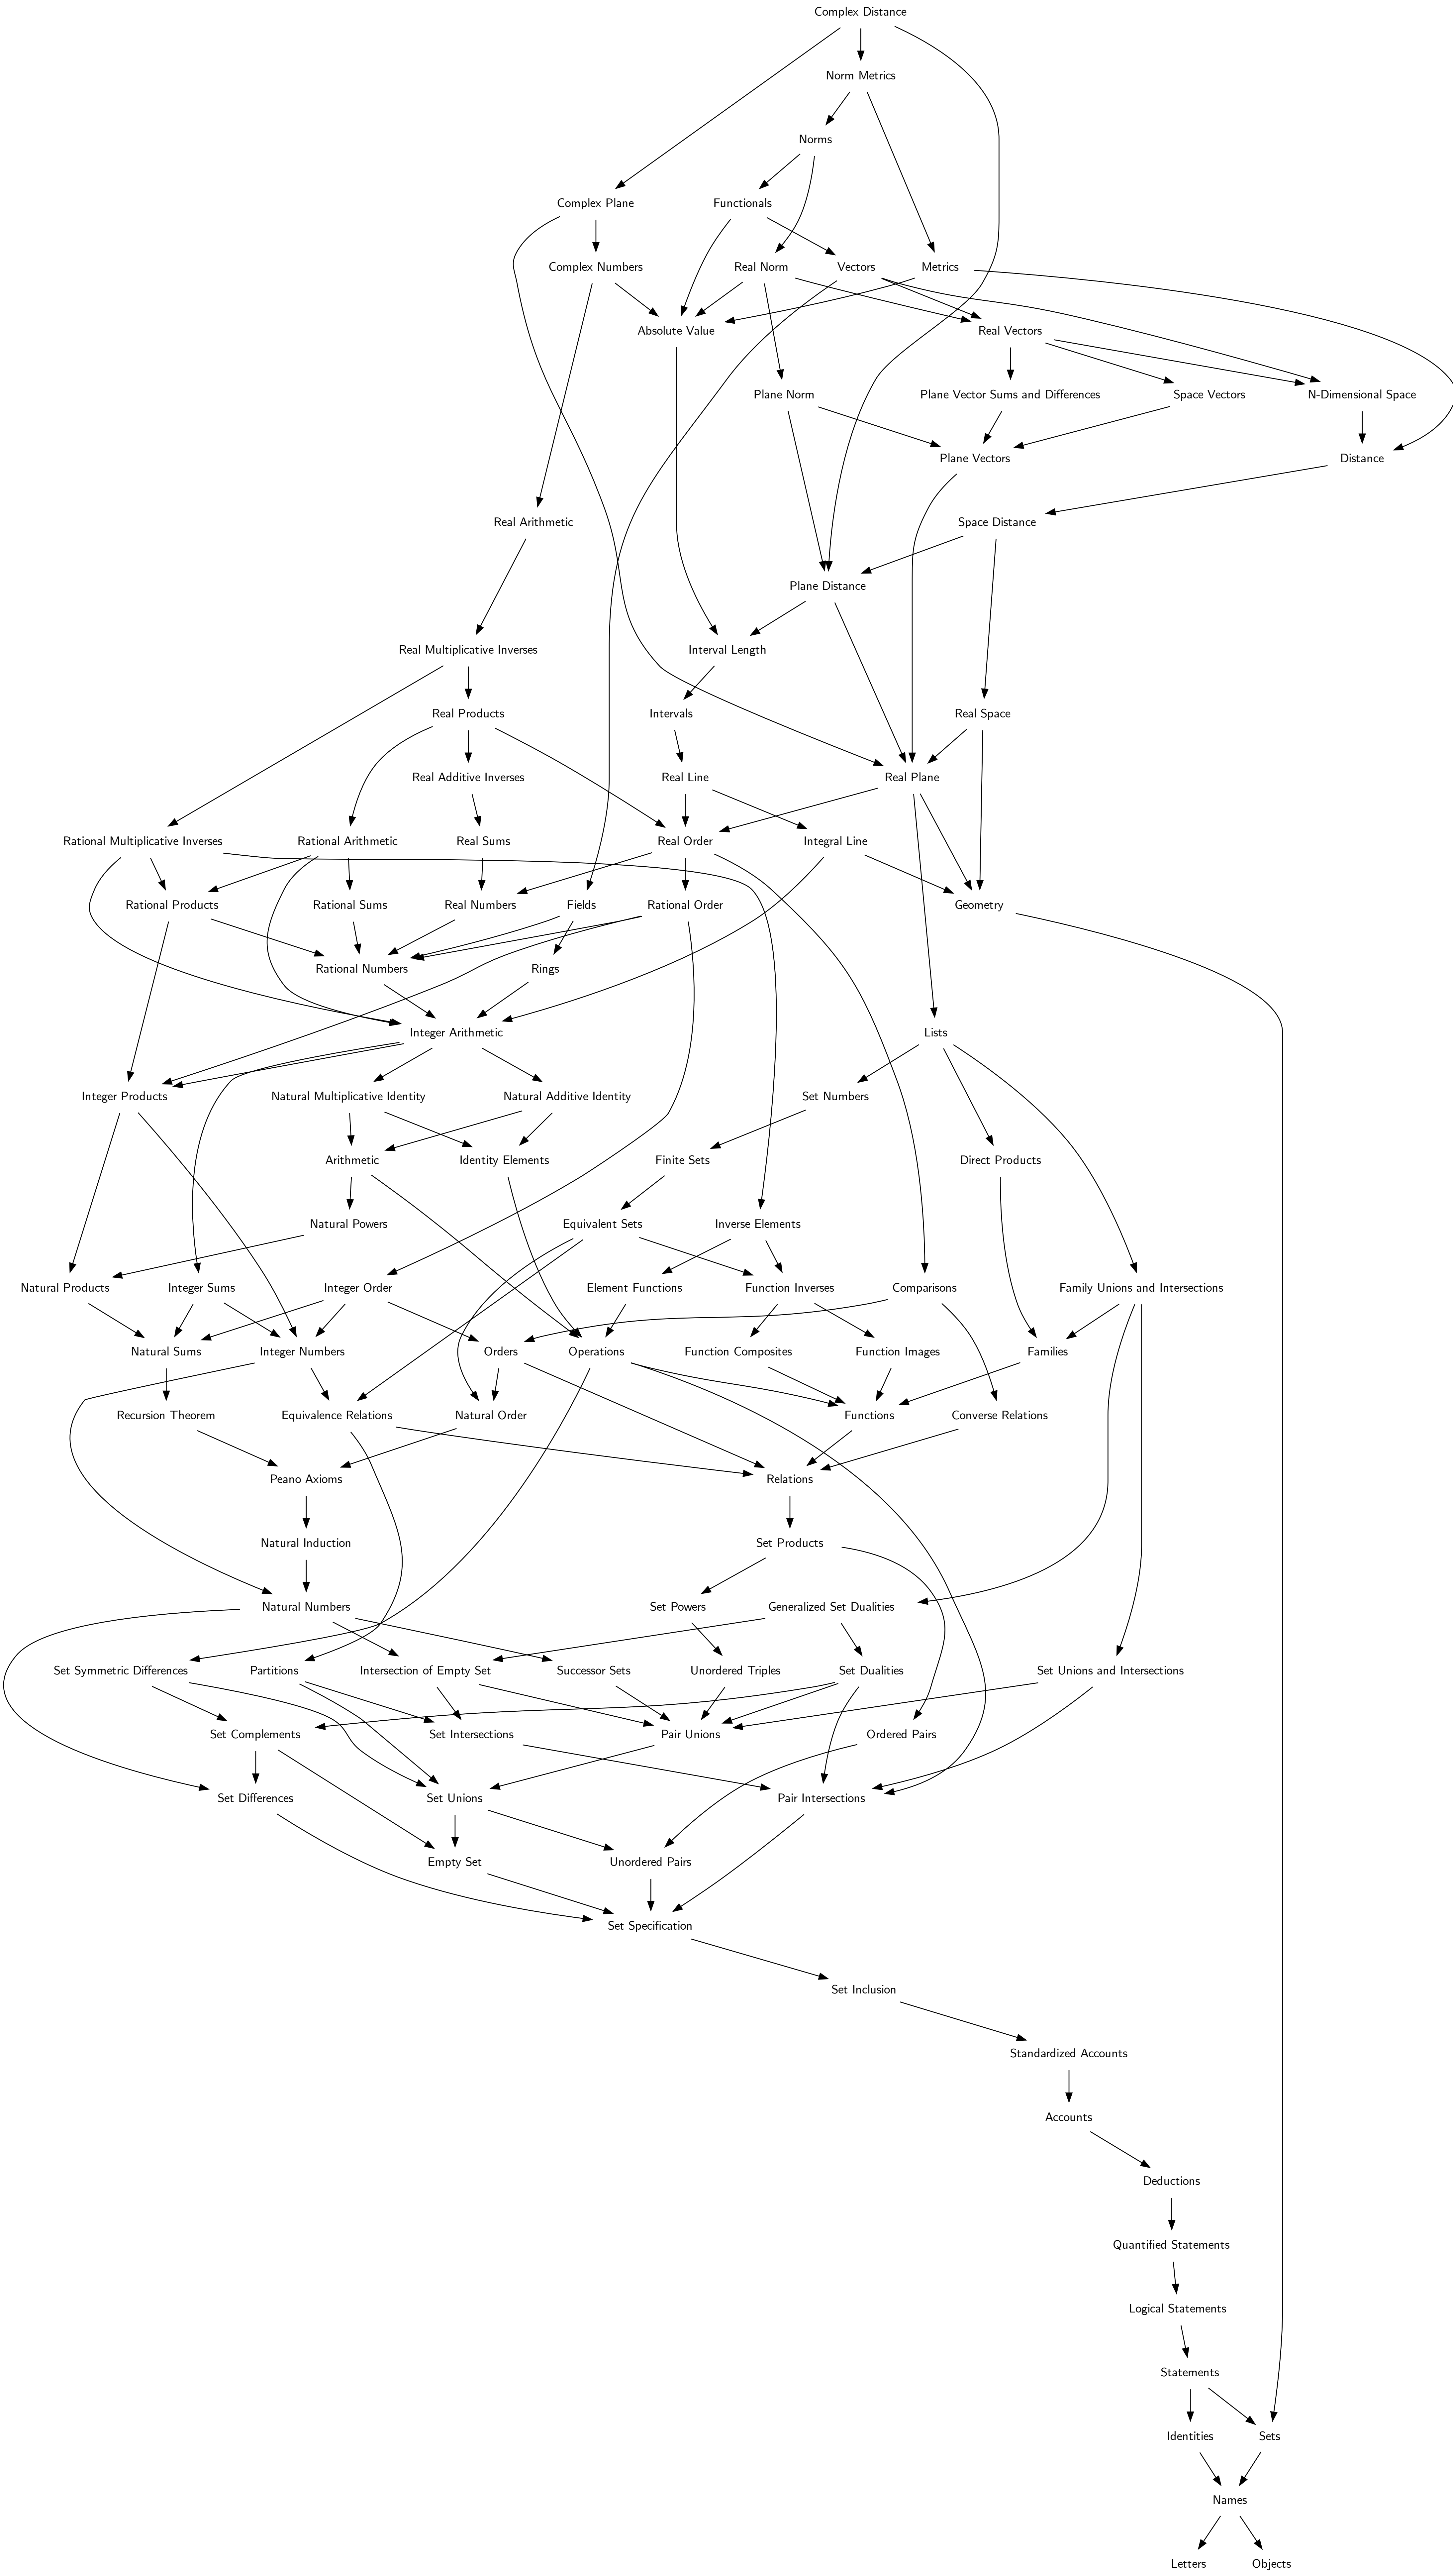 Complex Distance
Norm Metrics
Norms
Complex Plane
Functionals
Complex Numbers
Real Norm
Vectors
Metrics
Absolute Value
Real Vectors
Plane Norm
Plane Vector Sums and Differences
Space Vectors
N-Dimensional Space
Plane Vectors
Distance
Real Arithmetic
Space Distance
Plane Distance
Real Multiplicative Inverses
Interval Length
Real Products
Intervals
Real Space
Real Additive Inverses
Real Line
Real Plane
Rational Multiplicative Inverses
Rational Arithmetic
Real Sums
Real Order
Integral Line
Rational Products
Rational Sums
Real Numbers
Fields
Rational Order
Geometry
Rational Numbers
Rings
Integer Arithmetic
Lists
Integer Products
Natural Multiplicative Identity
Natural Additive Identity
Set Numbers
Arithmetic
Identity Elements
Finite Sets
Direct Products
Natural Powers
Equivalent Sets
Inverse Elements
Natural Products
Integer Sums
Integer Order
Element Functions
Function Inverses
Comparisons
Family Unions and Intersections
Natural Sums
Integer Numbers
Orders
Operations
Function Composites
Function Images
Families
Recursion Theorem
Equivalence Relations
Natural Order
Functions
Converse Relations
Peano Axioms
Relations
Natural Induction
Set Products
Natural Numbers
Set Powers
Generalized Set Dualities
Set Symmetric Differences
Partitions
Intersection of Empty Set
Successor Sets
Unordered Triples
Set Dualities
Set Unions and Intersections
Set Complements
Set Intersections
Pair Unions
Ordered Pairs
Set Differences
Set Unions
Pair Intersections
Empty Set
Unordered Pairs
Set Specification
Set Inclusion
Standardized Accounts
Accounts
Deductions
Quantified Statements
Logical Statements
Statements
Identities
Sets
Names
Letters
Objects